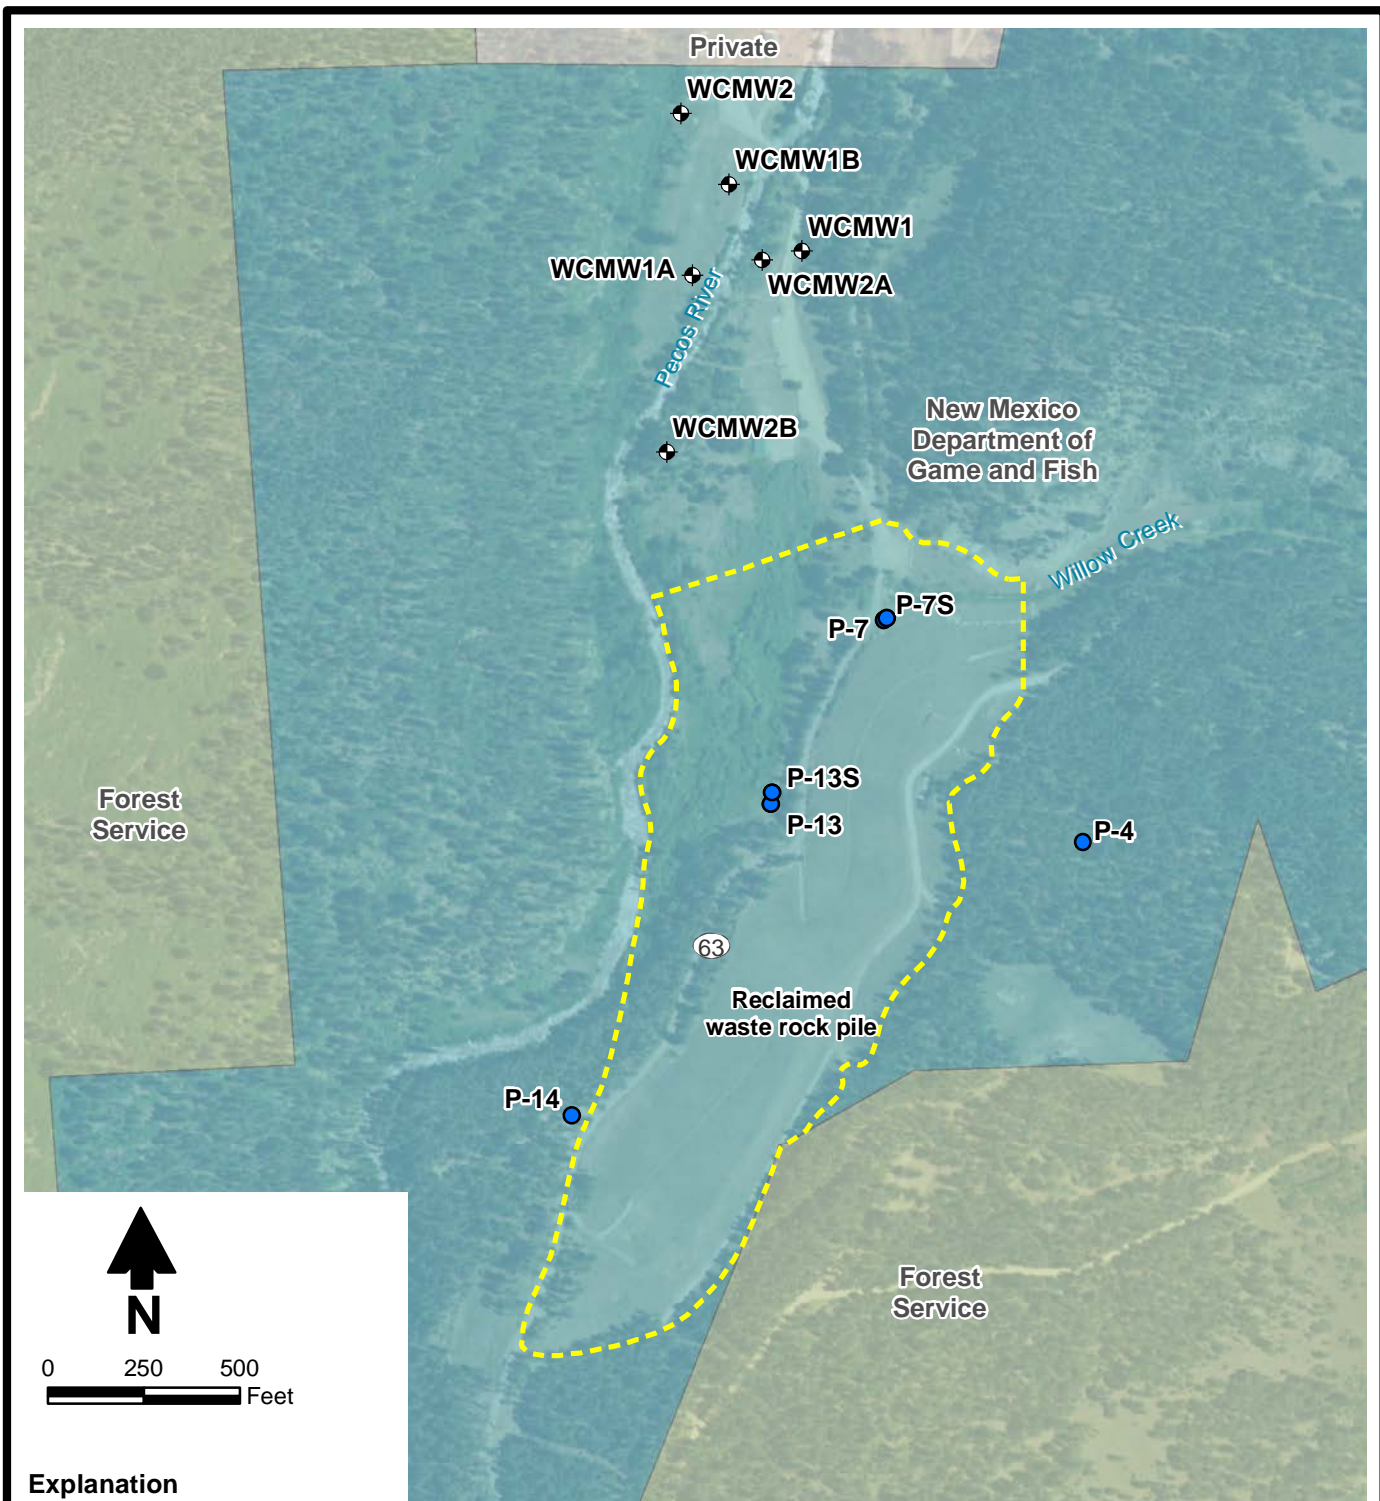 Private
WCMW2
WCMW1B
WCMW1
WCMW1A
WCMW2A
Pecos River
New Mexico
Department of
Game and Fish
WCMW2B
Willow Creek
P-7S
P-7
P-13S
P-13
Forest
Service
P-4
63
Reclaimed
waste rock pile
P-14
N
Forest
Service
0 250 500
Feet
Explanation